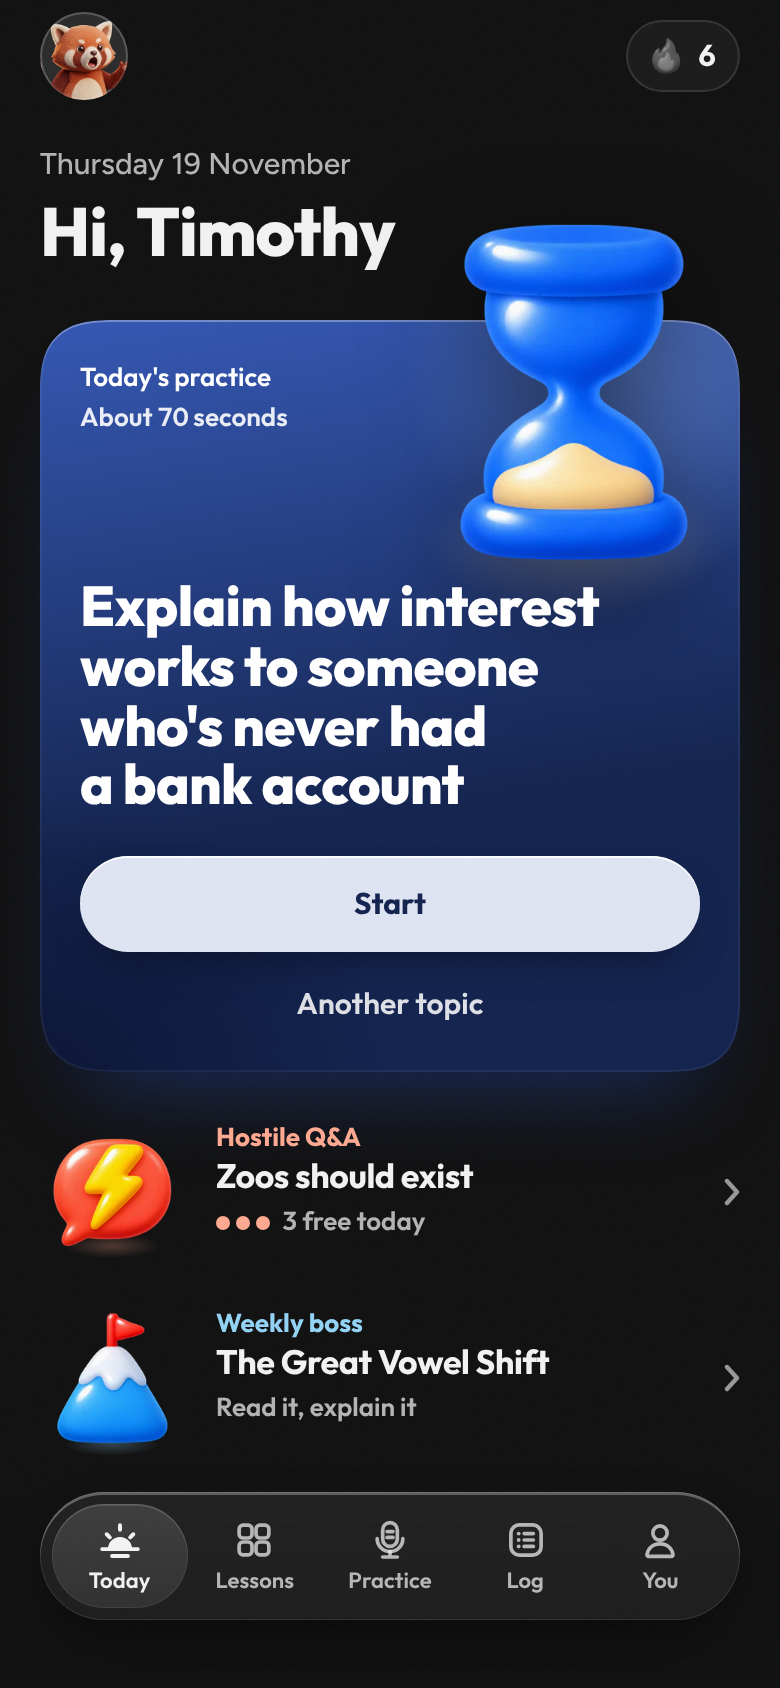 6
Thursday 19 November
Hi, Timothy
Today's practice
About 70 seconds
Explain how interest
works to someone
who's never had
a bank account
Start
Another topic
Hostile Q&A
Zoos should exist
3 free today
Weekly boss
The Great Vowel Shift
Read it, explain it
Today
Lessons
Practice
Log
You